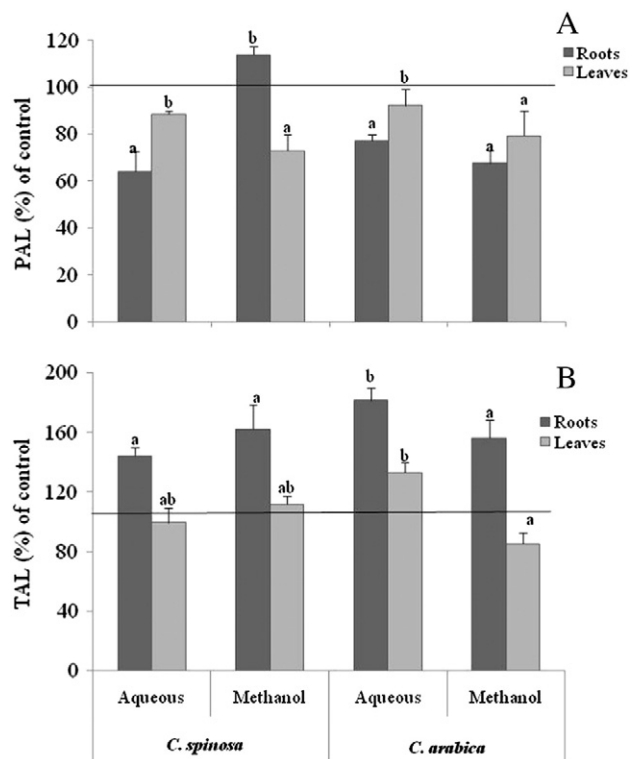 A
120
100
80
60
40
20
0
PAL (%) of control
Roots
Leaves
a
b
b
a
a
b
a
a
B
200
160
120
80
40
0
TAL (%) of control
Roots
Leaves
a
ab
a
ab
b
b
a
a
Aqueous Methanol Aqueous Methanol
C. spinosa C. arabica